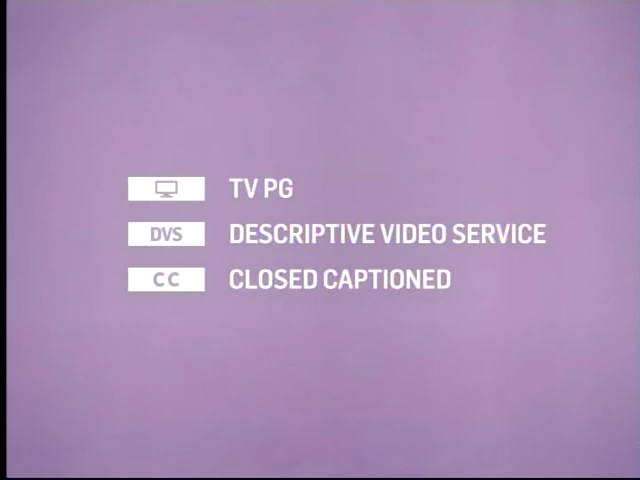 TV PG
DVS DESCRIPTIVE VIDEO SERVICE
CC CLOSED CAPTIONED